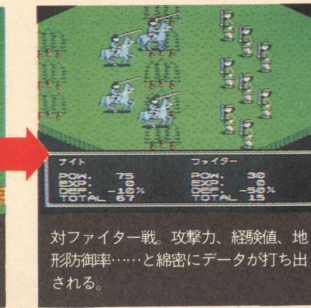 ナイト ファイター
POW. 75 POW. 30
EXP. 0 EXP. 0
DEF. -10% DEF. -50%
TOTAL 67 TOTAL 15
対ファイター戦。攻撃力、経験値、地
形防御率……と綿密にデータが打ち出
される。